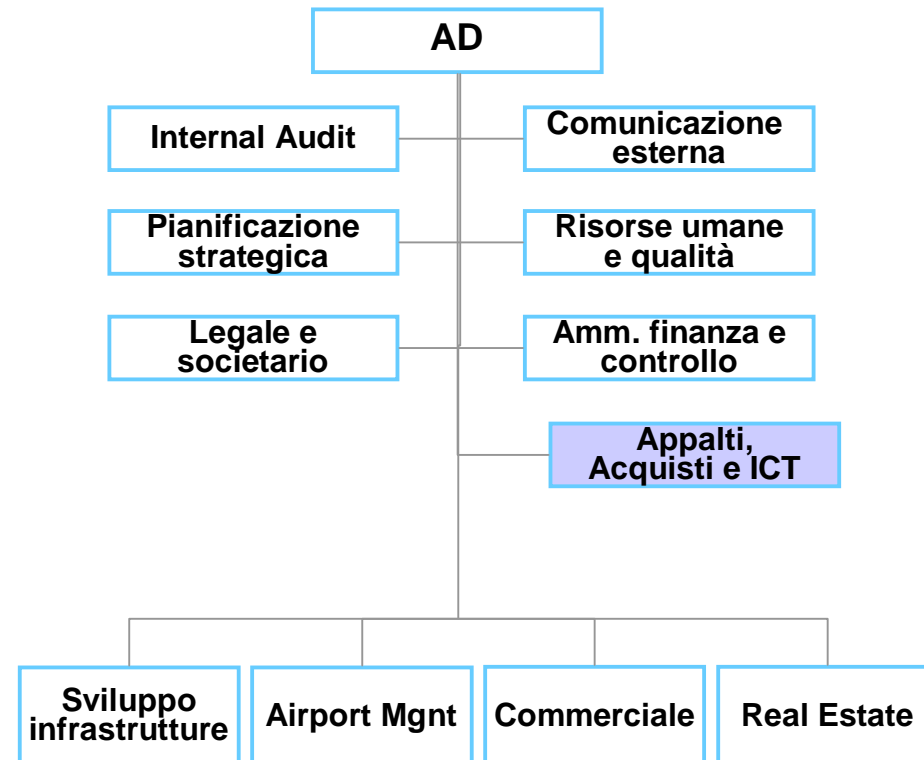 AD
Internal Audit
Comunicazione
esterna
Pianificazione
strategica
Risorse umane
e qualità
Legale e
societario
Amm. finanza e
controllo
Appalti,
Acquisti e ICT
Sviluppo
infrastrutture
Airport Mgnt
Commerciale
Real Estate